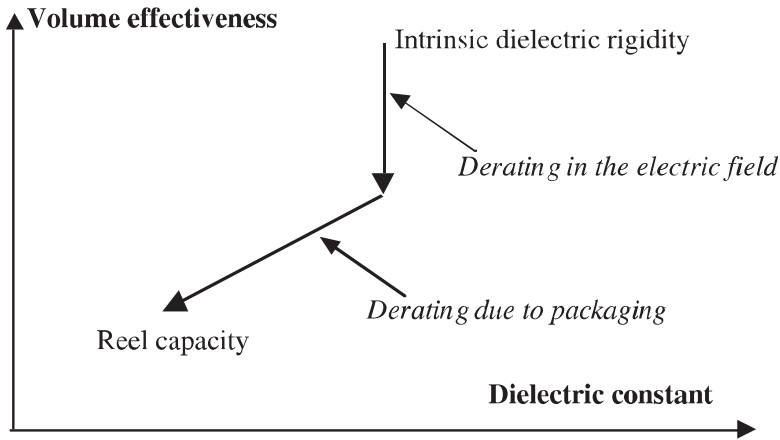 Volume effectiveness
Intrinsic dielectric rigidity
Derating in the electric field
Derating due to packaging
Reel capacity
Dielectric constant